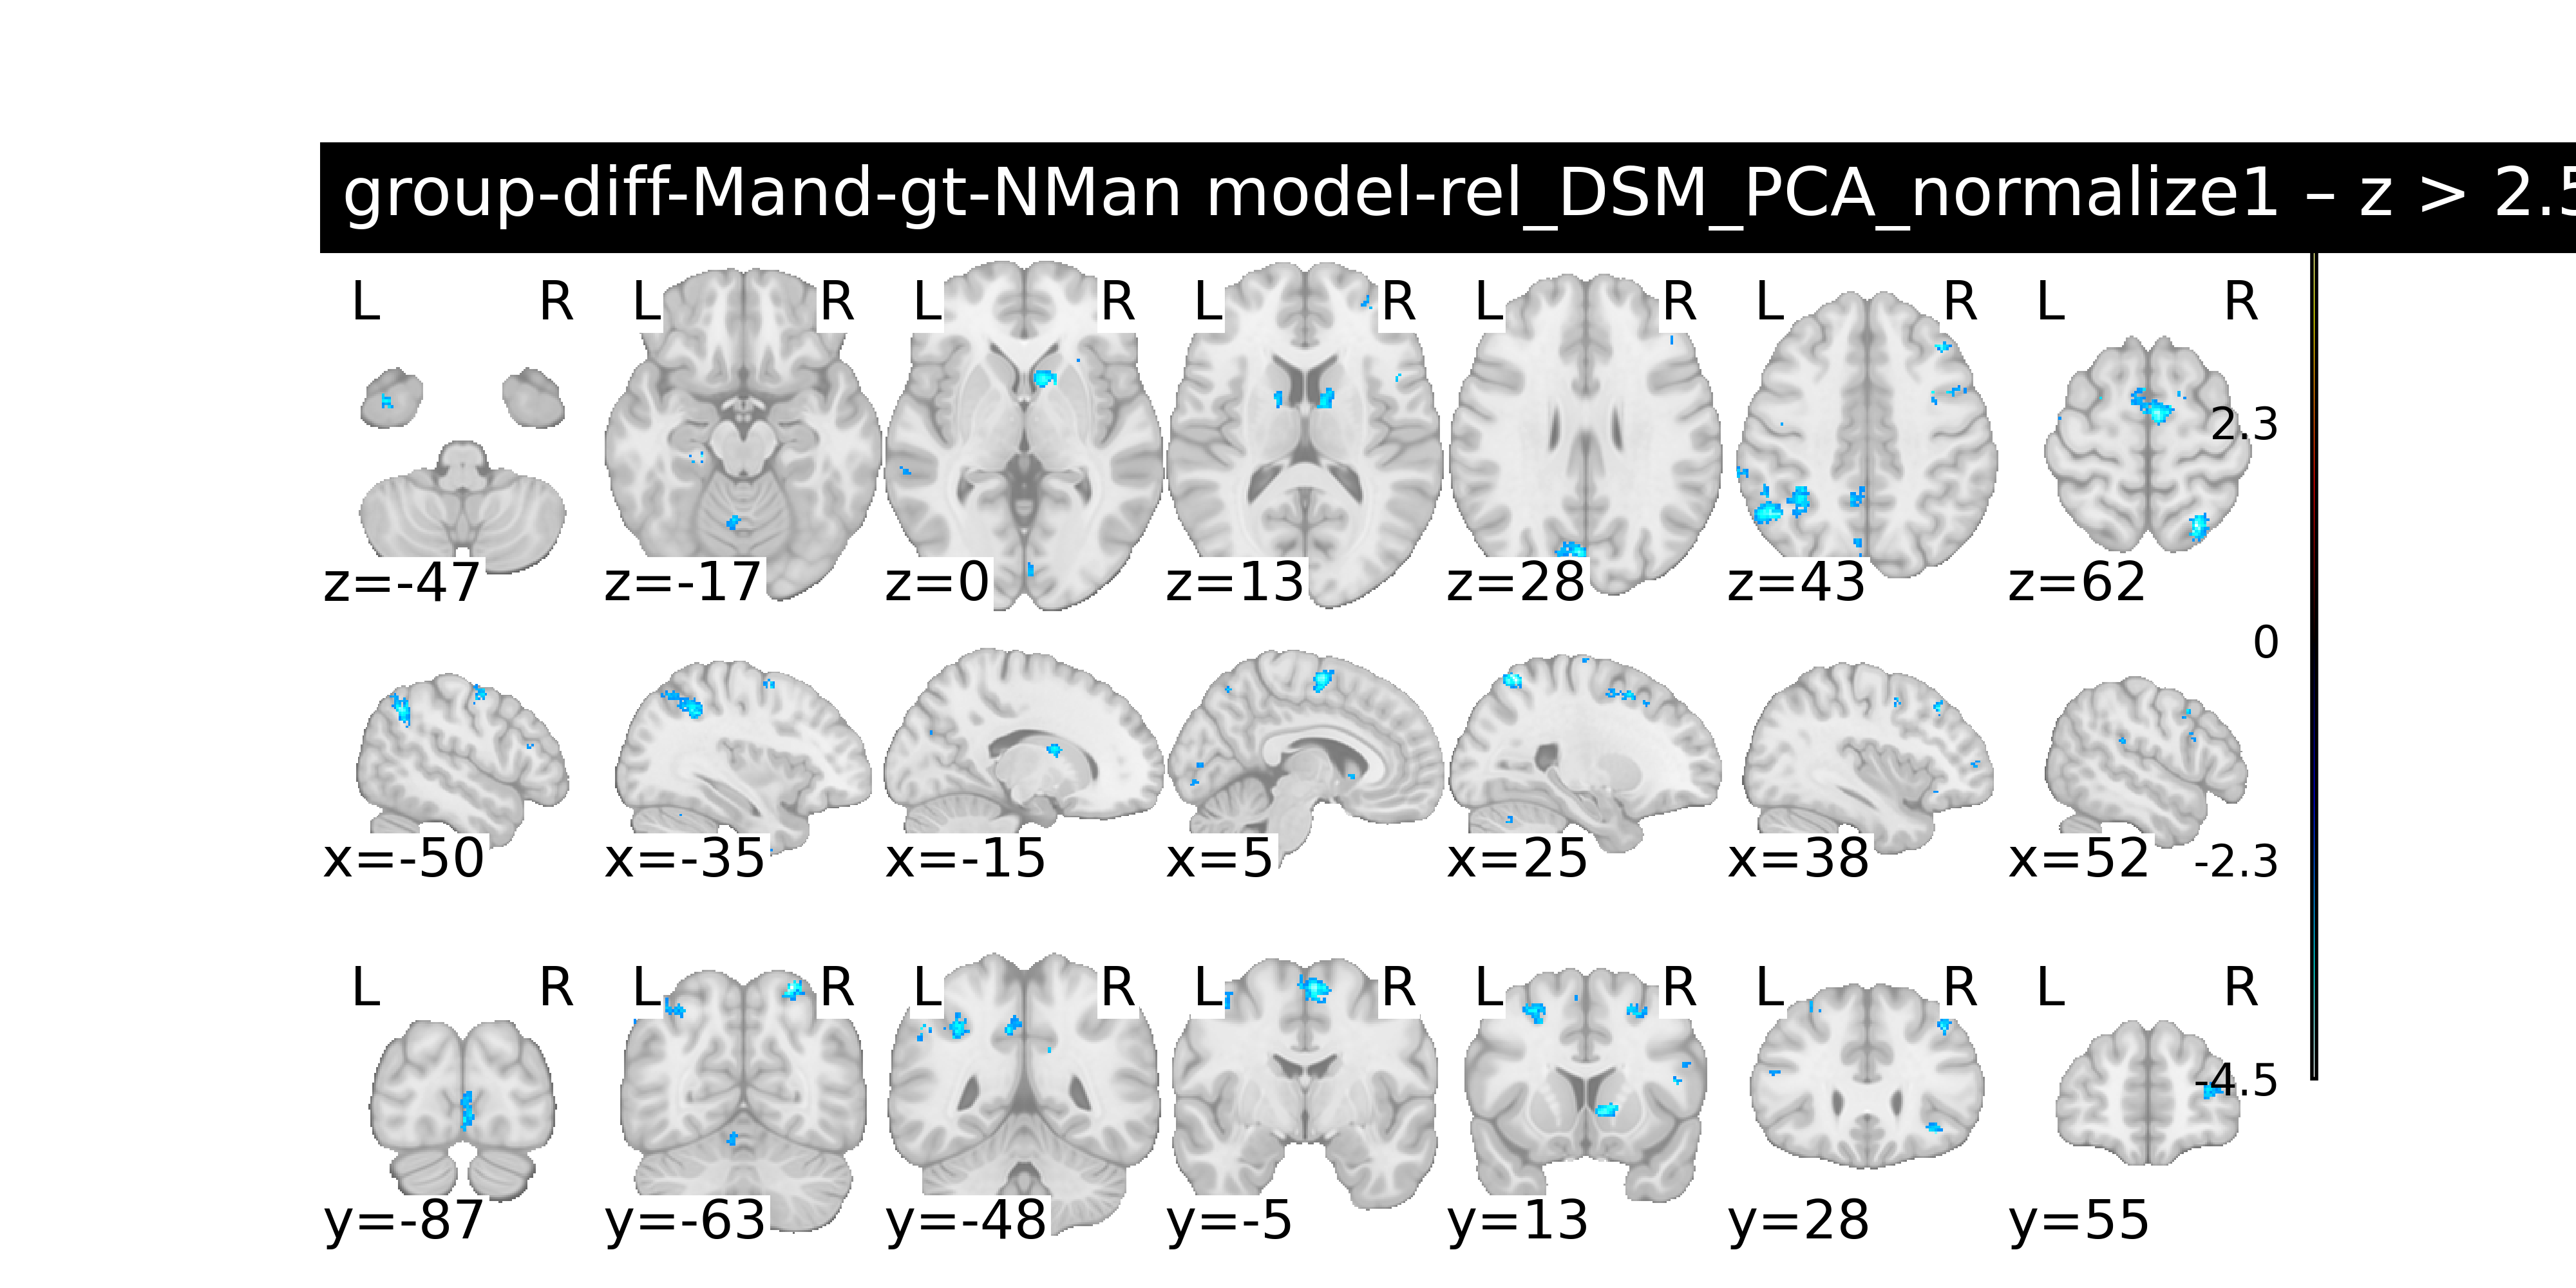 group-diff-Mand-gt-NMan model-rel_DSM_PCA_normalize1 – z > 2.5
L R L R L R L R L R L R L R
2.3
z=-47 z=-17 z=0 z=13 z=28 z=43 z=62
0
x=-50 x=-35 x=-15 x=5 x=25 x=38 x=52 -2.3
L R L R L R L R L R L R L R
-4.5
y=-87 y=-63 y=-48 y=-5 y=13 y=28 y=55